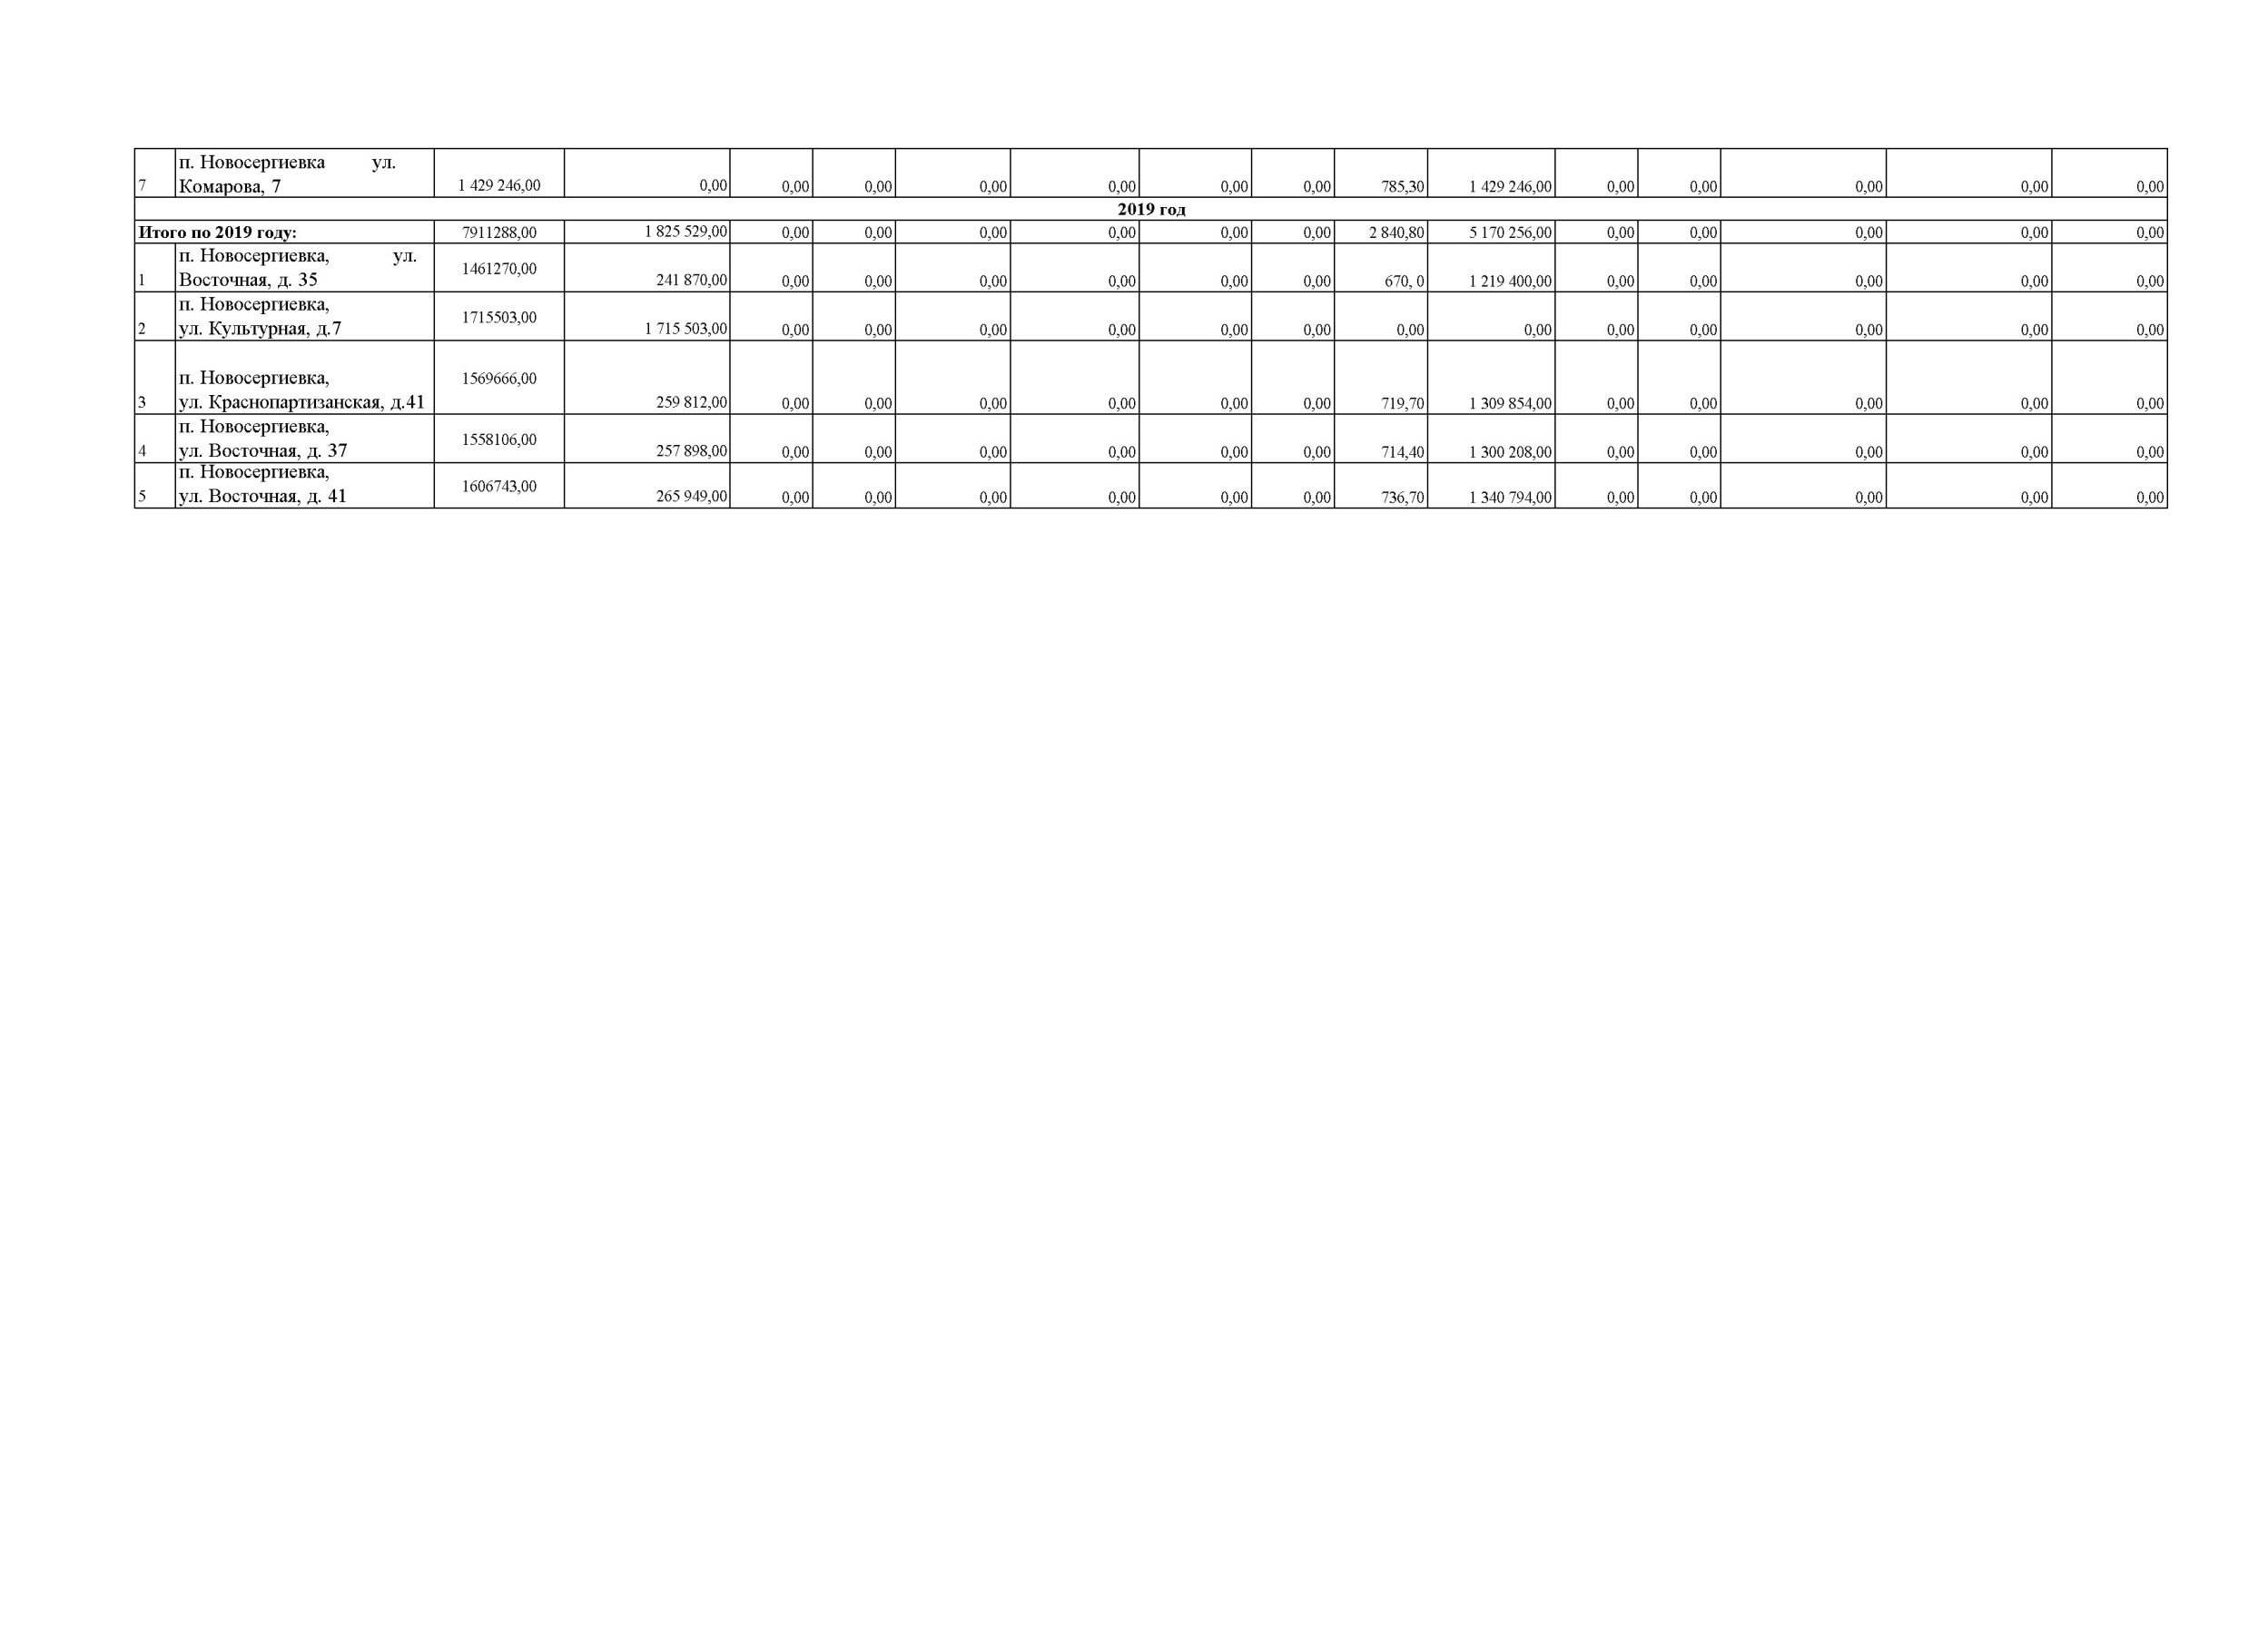 п. Новосергиевка ул.
7 Комарова, 7 1 429 246,00 0,00 0,00 0,00 0,00 0,00 0,00 0,00 785,30 1 429 246,00 0,00 0,00 0,00 0,00 0,00
2019 год
Итого по 2019 году: 7911288,00 1 825 529,00 0,00 0,00 0,00 0,00 0,00 0,00 2 840,80 5 170 256,00 0,00 0,00 0,00 0,00 0,00
п. Новосергиевка, ул.
1 Восточная, д. 35 1461270,00 241 870,00 0,00 0,00 0,00 0,00 0,00 0,00 670, 0 1 219 400,00 0,00 0,00 0,00 0,00 0,00
п. Новосергиевка,
2 ул. Культурная, д.7 1715503,00 1 715 503,00 0,00 0,00 0,00 0,00 0,00 0,00 0,00 0,00 0,00 0,00 0,00 0,00 0,00
п. Новосергиевка,
3 ул. Краснопартизанская, д.41 1569666,00 259 812,00 0,00 0,00 0,00 0,00 0,00 0,00 719,70 1 309 854,00 0,00 0,00 0,00 0,00 0,00
п. Новосергиевка,
4 ул. Восточная, д. 37 1558106,00 257 898,00 0,00 0,00 0,00 0,00 0,00 0,00 714,40 1 300 208,00 0,00 0,00 0,00 0,00 0,00
п. Новосергиевка,
5 ул. Восточная, д. 41 1606743,00 265 949,00 0,00 0,00 0,00 0,00 0,00 0,00 736,70 1 340 794,00 0,00 0,00 0,00 0,00 0,00